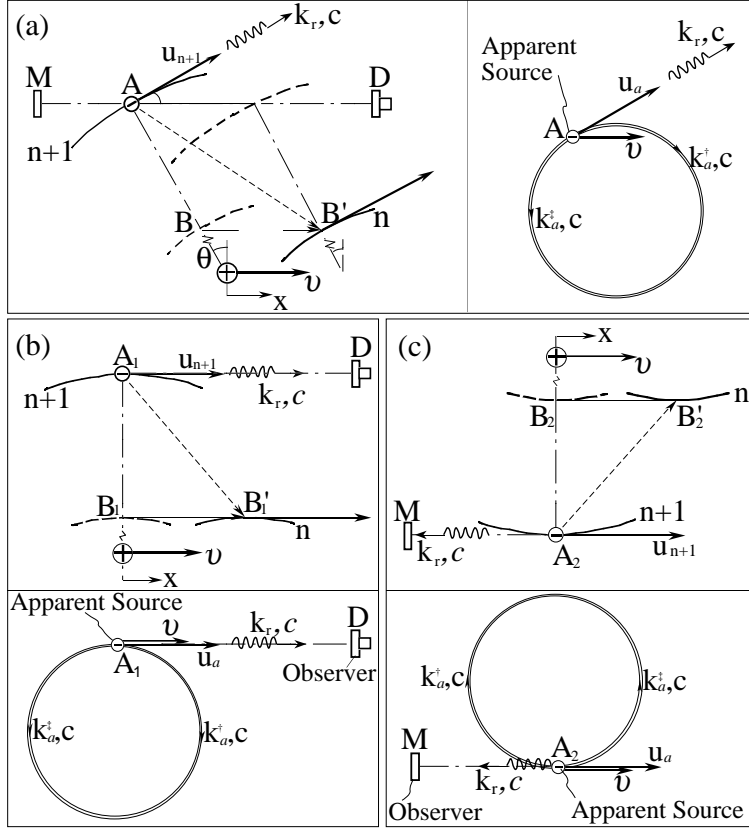 (a)
k_r, c
u_{n+1}
M
A
D
n+1
B
B'
n
θ
υ
x
Apparent
Source
k_r, c
u_a
A
υ
k_a^†, c
k_a^‡, c
(b)
A_1
u_{n+1}
D
k_r, c
n+1
B_1
B'_1
n
υ
x
Apparent Source
υ
k_r, c
D
A_1
u_a
Observer
k_a^‡, c
k_a^†, c
(c)
x
υ
B_2
B'_2
n
M
n+1
k_r, c
A_2
u_{n+1}
k_a^†, c
k_a^‡, c
M
A_2
u_a
k_r, c
υ
Observer
Apparent Source